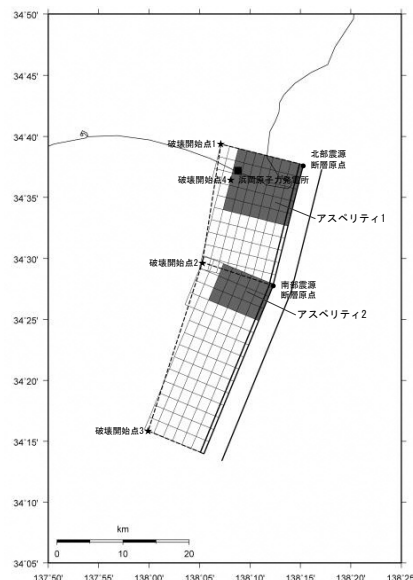 34˚50'
34˚45'
34˚40'
破壊開始点1
北部震源
断層原点
破壊開始点4 浜岡原子力発電所
34˚35'
アスペリティ1
34˚30'
破壊開始点2
南部震源
断層原点
34˚25'
アスペリティ2
34˚20'
34˚15'
破壊開始点3
34˚10'
km
0 10 20
34˚05'
137˚50' 137˚55' 138˚00' 138˚05' 138˚10' 138˚15' 138˚20' 138˚25'